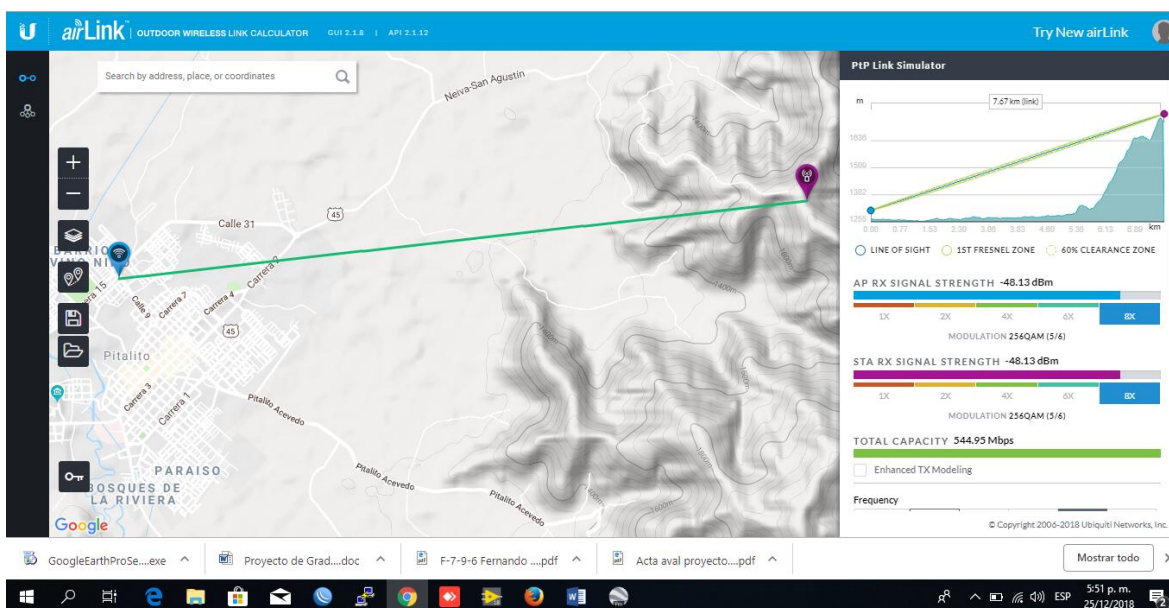 airLink™ OUTDOOR WIRELESS LINK CALCULATOR GUI 2.1.8 | API 2.1.12
Try New airLink
Search by address, place, or coordinates
Neiva-San Agustin
Calle 31
45
BARRIO
VINO NI
Carrera 2
Carrera 4
Carrera 7
Calle 9
45
Pitalito
Carrera 3
Carrera 1
Pitalito Acevedo
Pitalito
Acevedo
Pitalito Acevedo
PARAISO
BOSQUES DE
LA RIVIERA
1400m
1600m
Google
PtP Link Simulator
m
7.67 km (link)
1636
1509
1382
1255
0.00 0.77 1.53 2.30 3.06 3.83 4.60 5.36 6.13 6.89 km
LINE OF SIGHT 1ST FRESNEL ZONE 60% CLEARANCE ZONE
AP RX SIGNAL STRENGTH -48.13 dBm
1X 2X 4X 6X 8X
MODULATION 256QAM (5/6)
STA RX SIGNAL STRENGTH -48.13 dBm
1X 2X 4X 6X 8X
MODULATION 256QAM (5/6)
TOTAL CAPACITY 544.95 Mbps
Enhanced TX Modeling
Frequency
© Copyright 2006-2018 Ubiquiti Networks, Inc.
GoogleEarthProSe....exe
Proyecto de Grad....doc
F-7-9-6 Fernando ....pdf
Acta aval proyecto....pdf
Mostrar todo
ESP
5:51 p. m.
25/12/2018